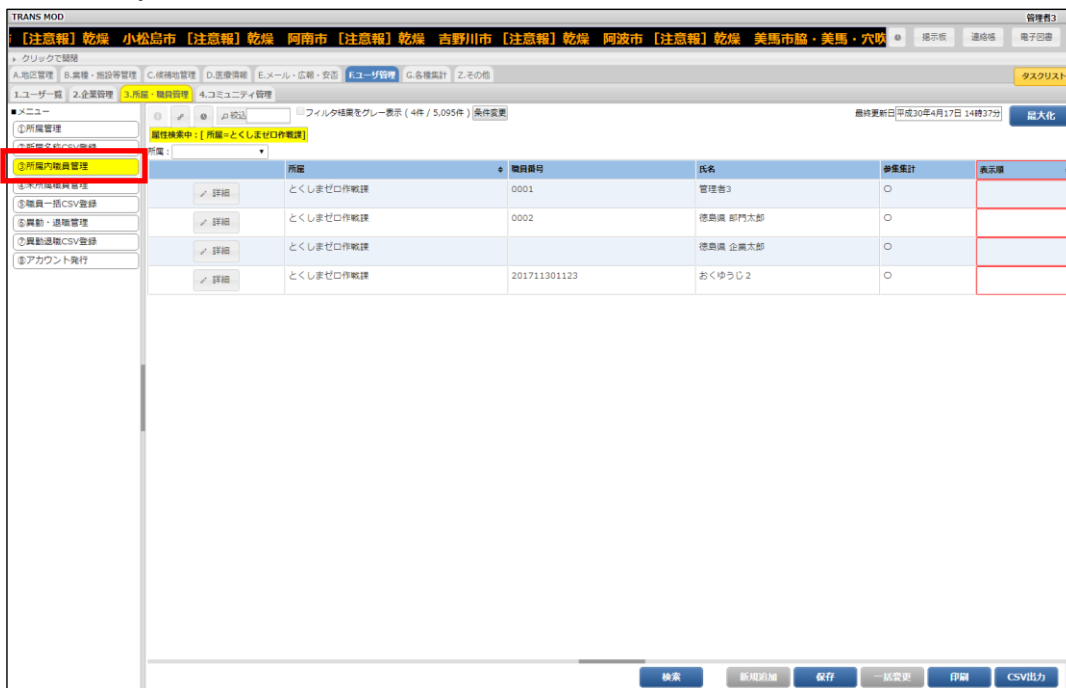 TRANS MOD 管理者3
［注意報］乾燥 小松島市 ［注意報］乾燥 阿南市 ［注意報］乾燥 吉野川市 ［注意報］乾燥 阿波市 ［注意報］乾燥 美馬市脇・美馬・穴吹 掲示板 連絡帳 電子図書
クリックで開閉
A.地区管理 B.業種・施設等管理 C.候補地管理 D.医療情報 E.メール・広報・安否 F.ユーザ管理 G.各種集計 Z.その他 タスクリスト
1.ユーザ一覧 2.企業管理 3.所属・職員管理 4.コミュニティ管理
■メニュー
①所属管理
②所属名称CSV登録
③所属内職員管理
④未所属職員管理
⑤職員一括CSV登録
⑥異動・退職管理
⑦異動退職CSV登録
⑧アカウント発行
絞込 フィルタ結果をグレー表示 ( 4件 / 5,095件 ) 条件変更 最終更新日 平成30年4月17日 14時37分 最大化
属性検索中：[ 所属=とくしまゼロ作戦課]
所属：
所属 職員番号 氏名 参集集計 表示順
詳細 とくしまゼロ作戦課 0001 管理者3 ○
詳細 とくしまゼロ作戦課 0002 徳島県 部門太郎 ○
詳細 とくしまゼロ作戦課 徳島県 企業太郎 ○
詳細 とくしまゼロ作戦課 201711301123 おくゆうじ２ ○
検索 新規追加 保存 一括変更 印刷 CSV出力